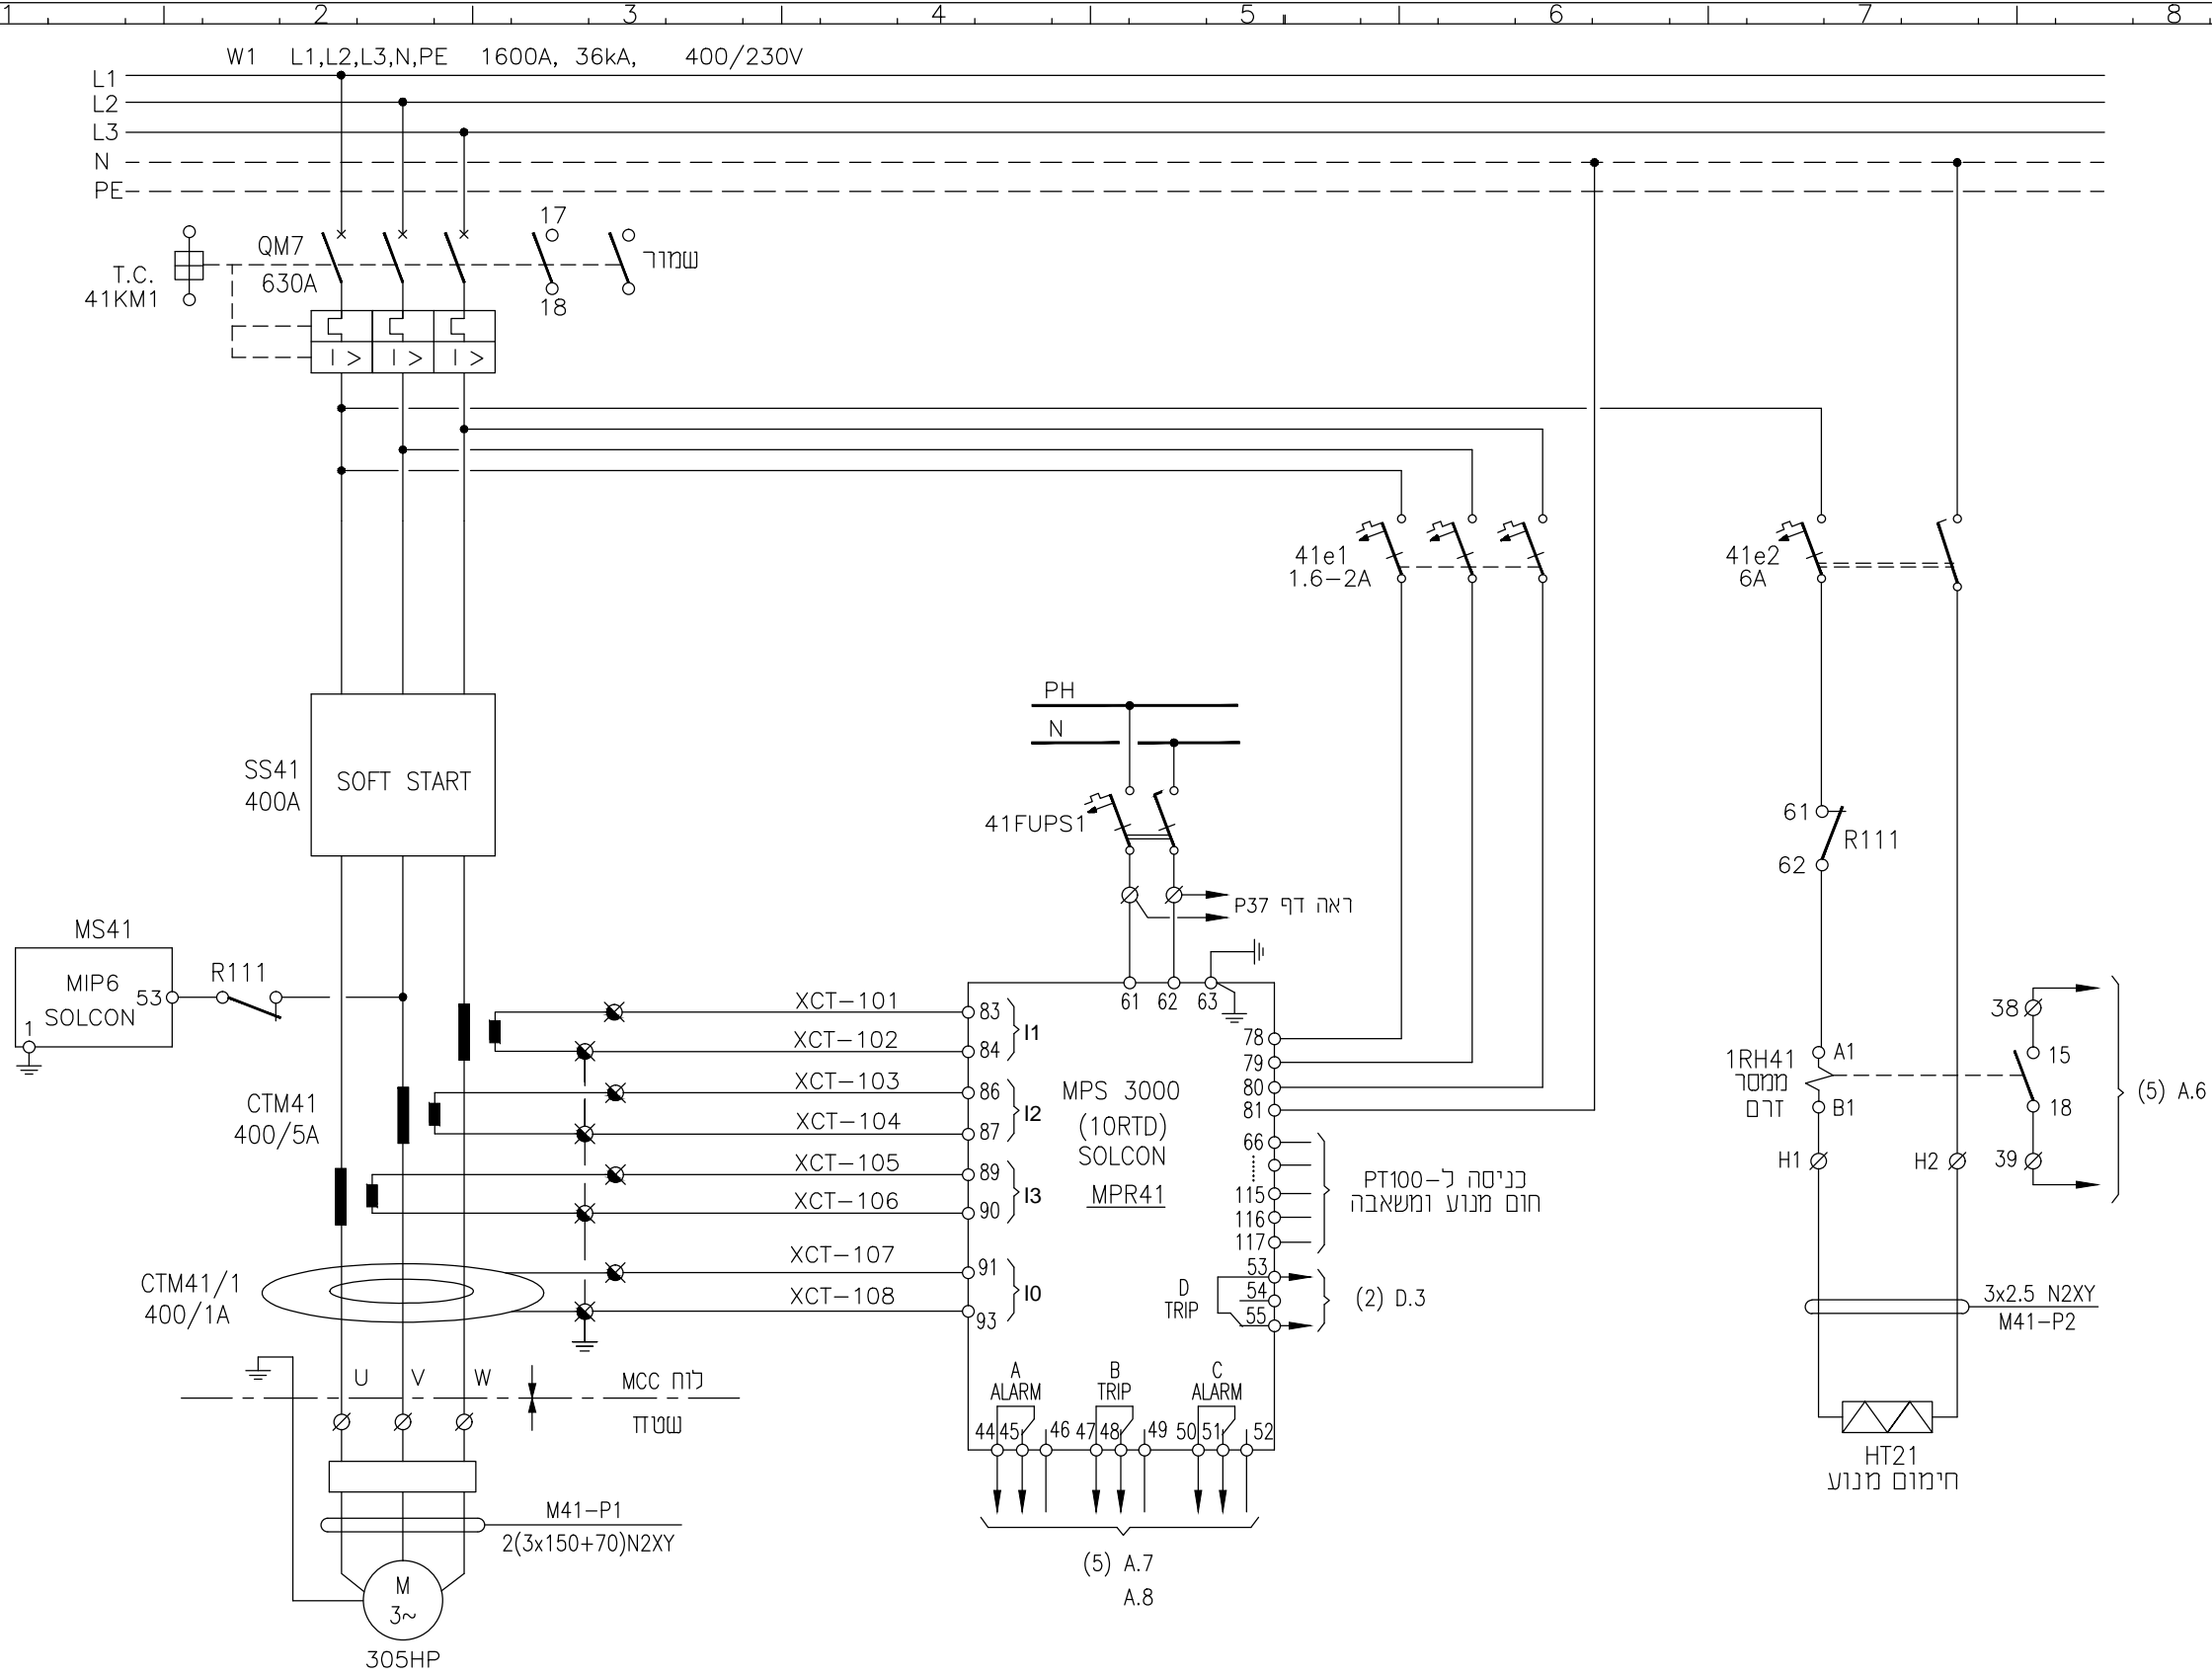 1 2 3 4 5 6 7 8
W1 L1,L2,L3,N,PE 1600A, 36kA, 400/230V
L1
L2
L3
N
PE
T.C.
41KM1
QM7
630A
17
18
שמור
I >
I >
I >
41e1
1.6-2A
41e2
6A
PH
N
41FUPS1
SS41
400A
SOFT START
61
62
R111
ראה דף P37
MS41
MIP6
SOLCON
53
1
R111
XCT-101
XCT-102
XCT-103
XCT-104
XCT-105
XCT-106
XCT-107
XCT-108
CTM41
400/5A
CTM41/1
400/1A
83
84
I1
86
87
I2
89
90
I3
91
93
I0
61 62 63
MPS 3000
(10RTD)
SOLCON
MPR41
78
79
80
81
66
115
116
117
כניסה ל-PT100
חום מנוע ומשאבה
53
54
55
D
TRIP
(2) D.3
A
ALARM
B
TRIP
C
ALARM
44 45 46 47 48 49 50 51 52
(5) A.7
A.8
1RH41
ממסר
זרם
A1
B1
H1
H2
38
15
18
39
(5) A.6
3x2.5 N2XY
M41-P2
HT21
חימום מנוע
U V W
לוח MCC
שטח
M41-P1
2(3x150+70)N2XY
M
3~
305HP